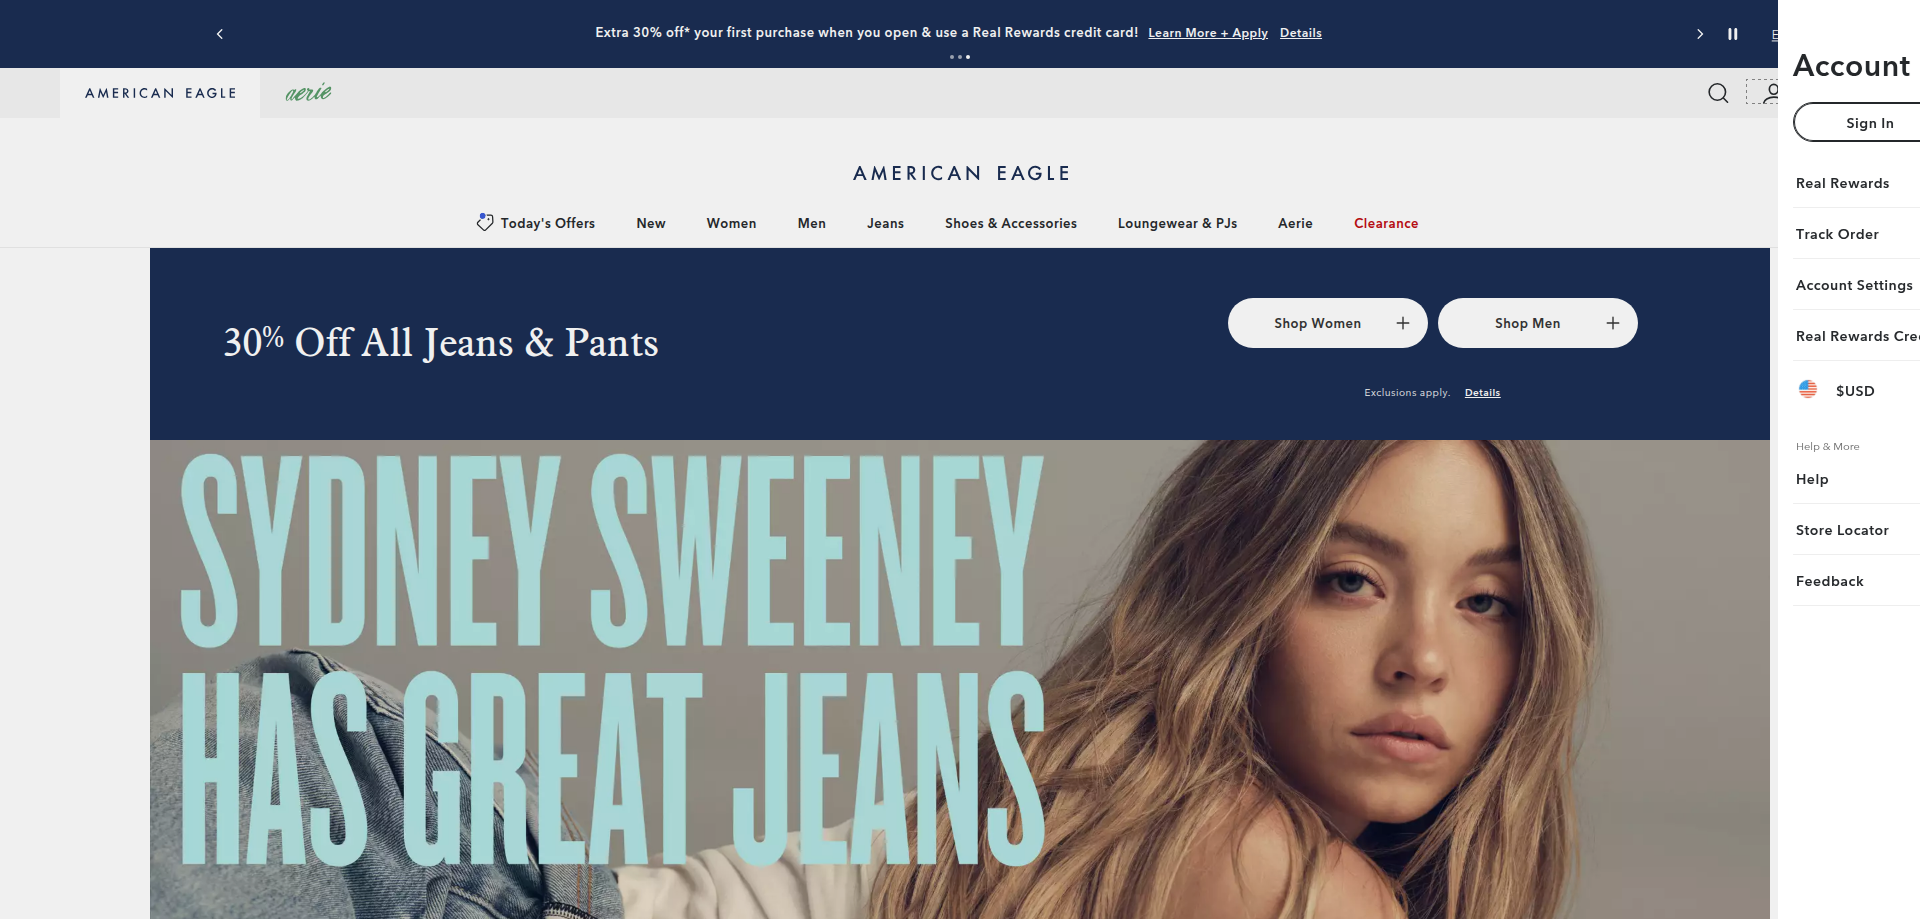 Extra 30% off* your first purchase when you open & use a Real Rewards credit card! Learn More + Apply Details
AMERICAN EAGLE aerie
AMERICAN EAGLE
Today's Offers New Women Men Jeans Shoes & Accessories Loungewear & PJs Aerie Clearance
30% Off All Jeans & Pants
Shop Women Shop Men
Exclusions apply. Details
SYDNEY SWEENEY
HAS GREAT JEANS
Account
Sign In
Real Rewards
Track Order
Account Settings
Real Rewards
$USD
Help & More
Help
Store Locator
Feedback